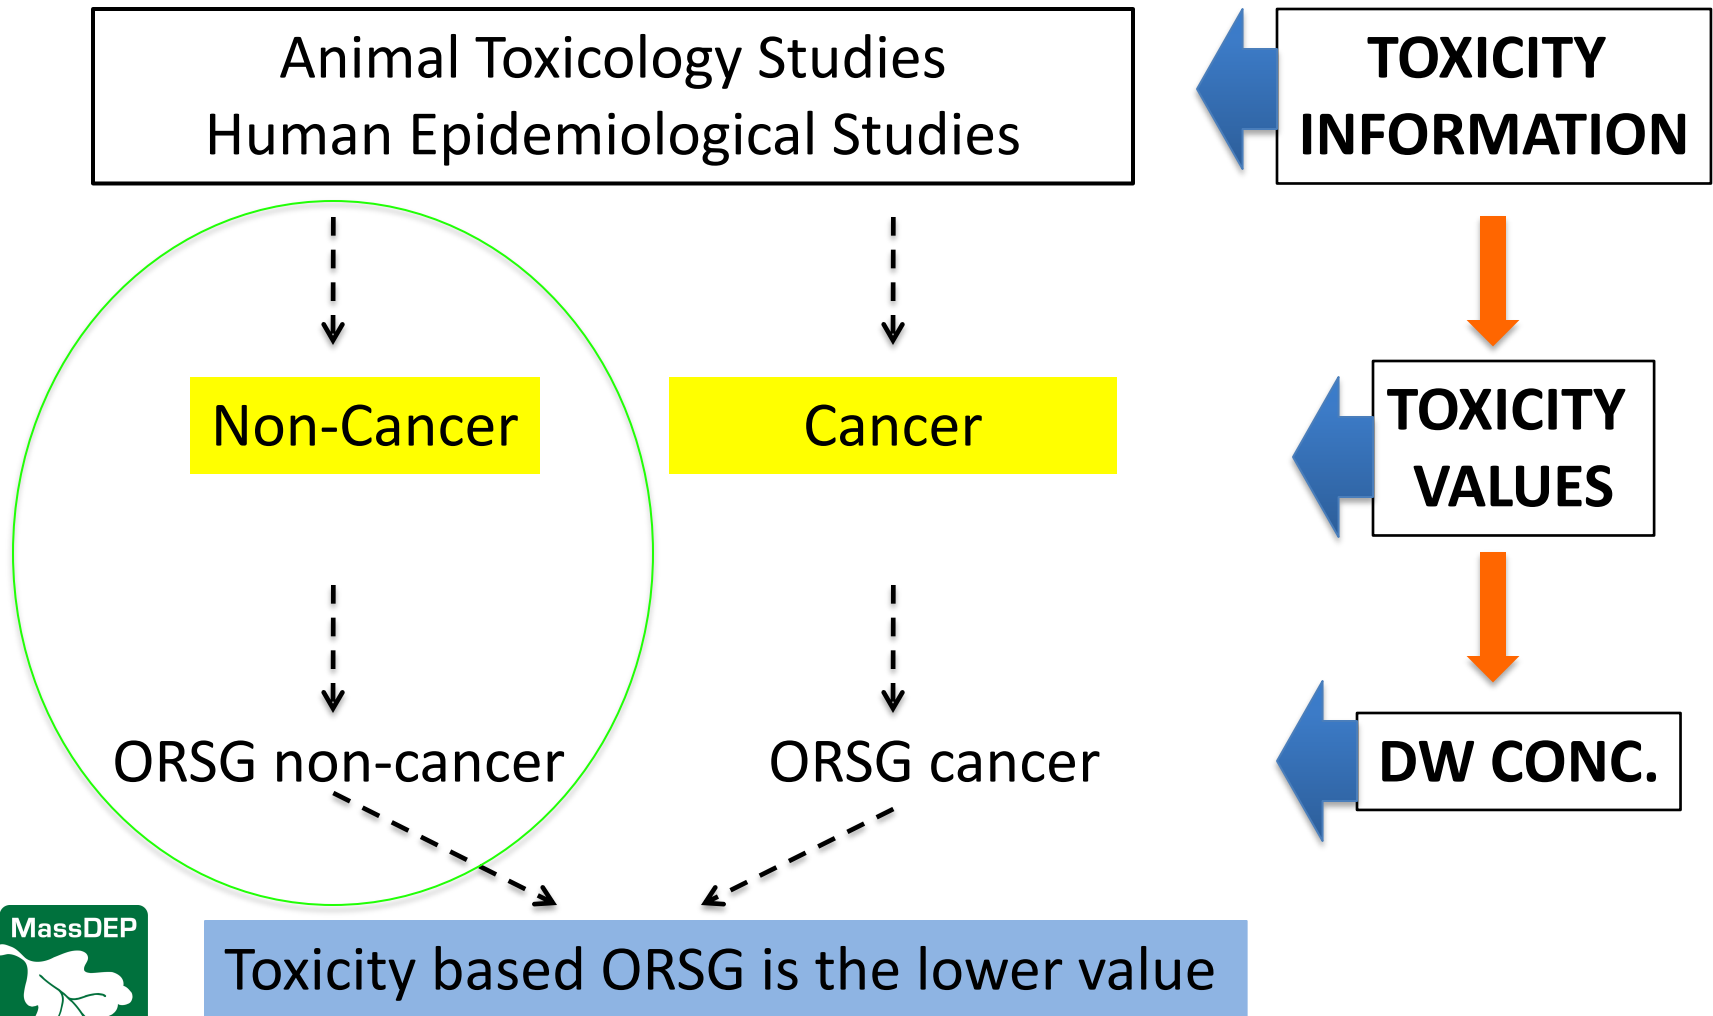 Animal Toxicology Studies
Human Epidemiological Studies
TOXICITY
INFORMATION
Non-Cancer
Cancer
TOXICITY
VALUES
ORSG non-cancer
ORSG cancer
DW CONC.
MassDEP
Toxicity based ORSG is the lower value